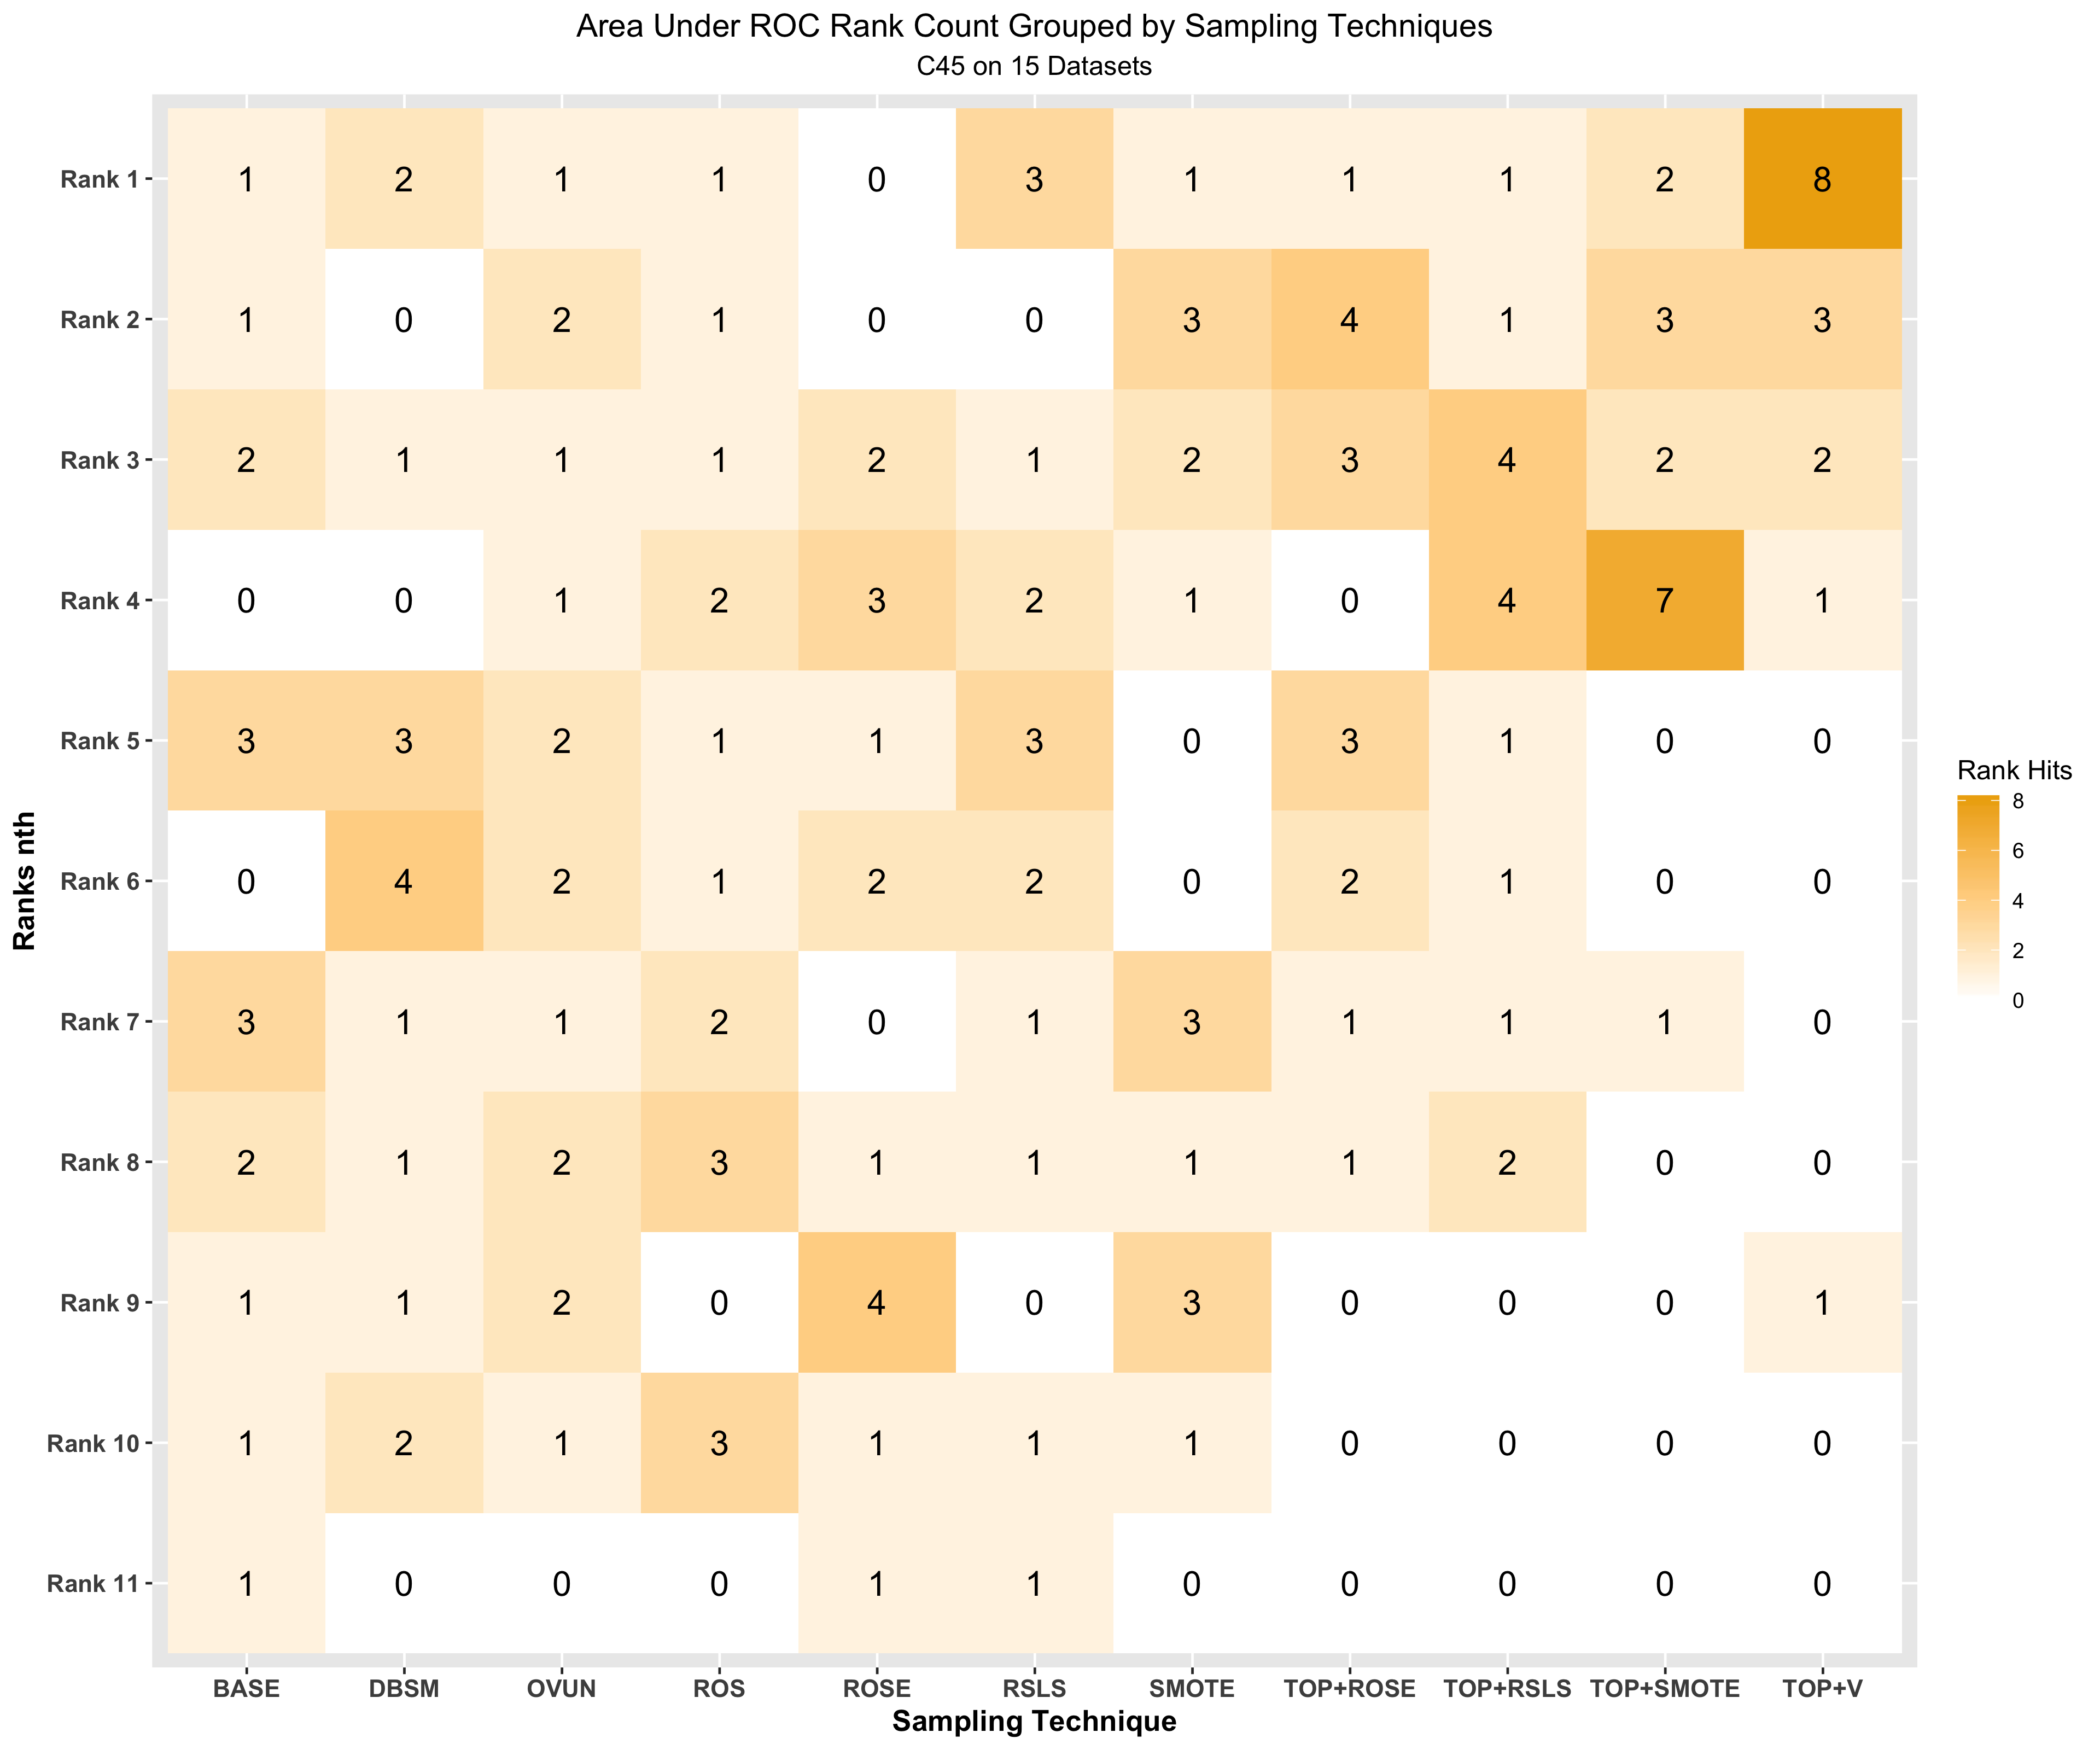 Area Under ROC Rank Count Grouped by Sampling Techniques
C45 on 15 Datasets
Rank 1 1 2 1 1 0 3 1 1 1 2 8
Rank 2 1 0 2 1 0 0 3 4 1 3 3
Rank 3 2 1 1 1 2 1 2 3 4 2 2
Rank 4 0 0 1 2 3 2 1 0 4 7 1
Rank 5 3 3 2 1 1 3 0 3 1 0 0
Rank 6 0 4 2 1 2 2 0 2 1 0 0
Rank 7 3 1 1 2 0 1 3 1 1 1 0
Rank 8 2 1 2 3 1 1 1 1 2 0 0
Rank 9 1 1 2 0 4 0 3 0 0 0 1
Rank 10 1 2 1 3 1 1 1 0 0 0 0
Rank 11 1 0 0 0 1 1 0 0 0 0 0
BASE DBSM OVUN ROS ROSE RSLS SMOTE TOP+ROSE TOP+RSLS TOP+SMOTE TOP+V
Sampling Technique
Ranks nth
Rank Hits
8
6
4
2
0